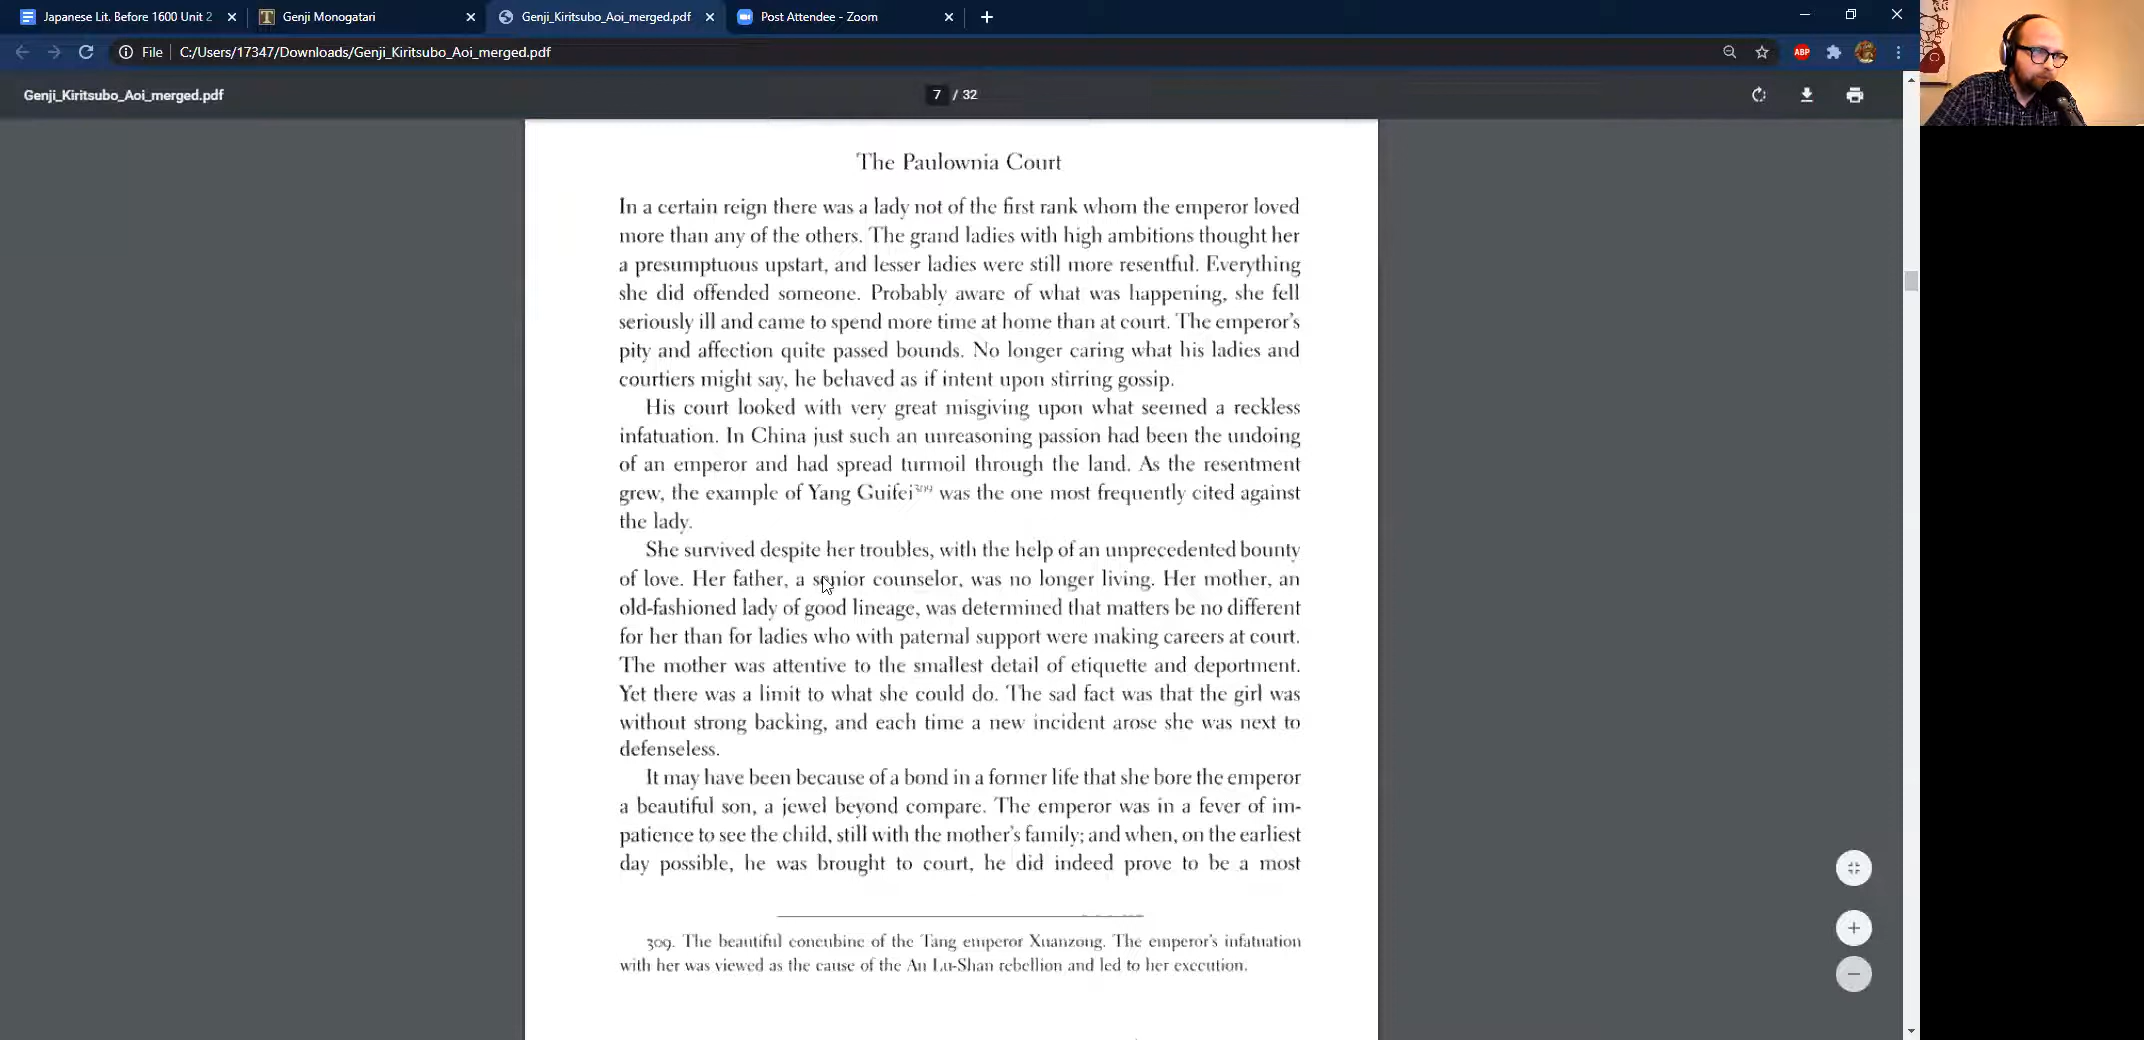 Japanese Lit. Before 1600 Unit 2
Genji Monogatari
Genji_Kiritsubo_Aoi_merged.pdf
Post Attendee - Zoom
File
C:/Users/17347/Downloads/Genji_Kiritsubo_Aoi_merged.pdf
ABP
Genji_Kiritsubo_Aoi_merged.pdf
7 / 32
The Paulownia Court
In a certain reign there was a lady not of the first rank whom the emperor loved
more than any of the others. The grand ladies with high ambitions thought her
a presumptuous upstart, and lesser ladies were still more resentful. Everything
she did offended someone. Probably aware of what was happening, she fell
seriously ill and came to spend more time at home than at court. The emperor's
pity and affection quite passed bounds. No longer caring what his ladies and
courtiers might say, he behaved as if intent upon stirring gossip.
His court looked with very great misgiving upon what seemed a reckless
infatuation. In China just such an unreasoning passion had been the undoing
of an emperor and had spread turmoil through the land. As the resentment
grew, the example of Yang Guifei309 was the one most frequently cited against
the lady.
She survived despite her troubles, with the help of an unprecedented bounty
of love. Her father, a senior counselor, was no longer living. Her mother, an
old-fashioned lady of good lineage, was determined that matters be no different
for her than for ladies who with paternal support were making careers at court.
The mother was attentive to the smallest detail of etiquette and deportment.
Yet there was a limit to what she could do. The sad fact was that the girl was
without strong backing, and each time a new incident arose she was next to
defenseless.
It may have been because of a bond in a former life that she bore the emperor
a beautiful son, a jewel beyond compare. The emperor was in a fever of im-
patience to see the child, still with the mother's family; and when, on the earliest
day possible, he was brought to court, he did indeed prove to be a most
309. The beautiful concubine of the Tang emperor Xuanzong. The emperor's infatuation
with her was viewed as the cause of the An Lu-Shan rebellion and led to her execution.